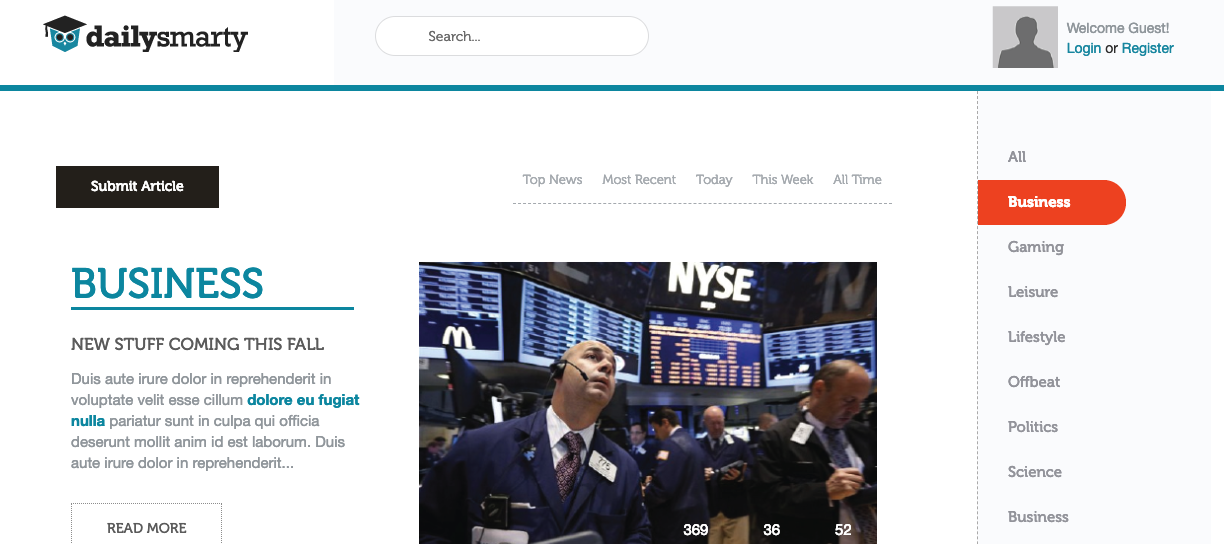 dailysmarty
Search...
Welcome Guest!
Login or Register
Submit Article
Top News Most Recent Today This Week All Time
BUSINESS
NEW STUFF COMING THIS FALL
Duis aute irure dolor in reprehenderit in
voluptate velit esse cillum dolore eu fugiat
nulla pariatur sunt in culpa qui officia
deserunt mollit anim id est laborum. Duis
aute irure dolor in reprehenderit...
READ MORE
NYSE
369 36 52
All
Business
Gaming
Leisure
Lifestyle
Offbeat
Politics
Science
Business